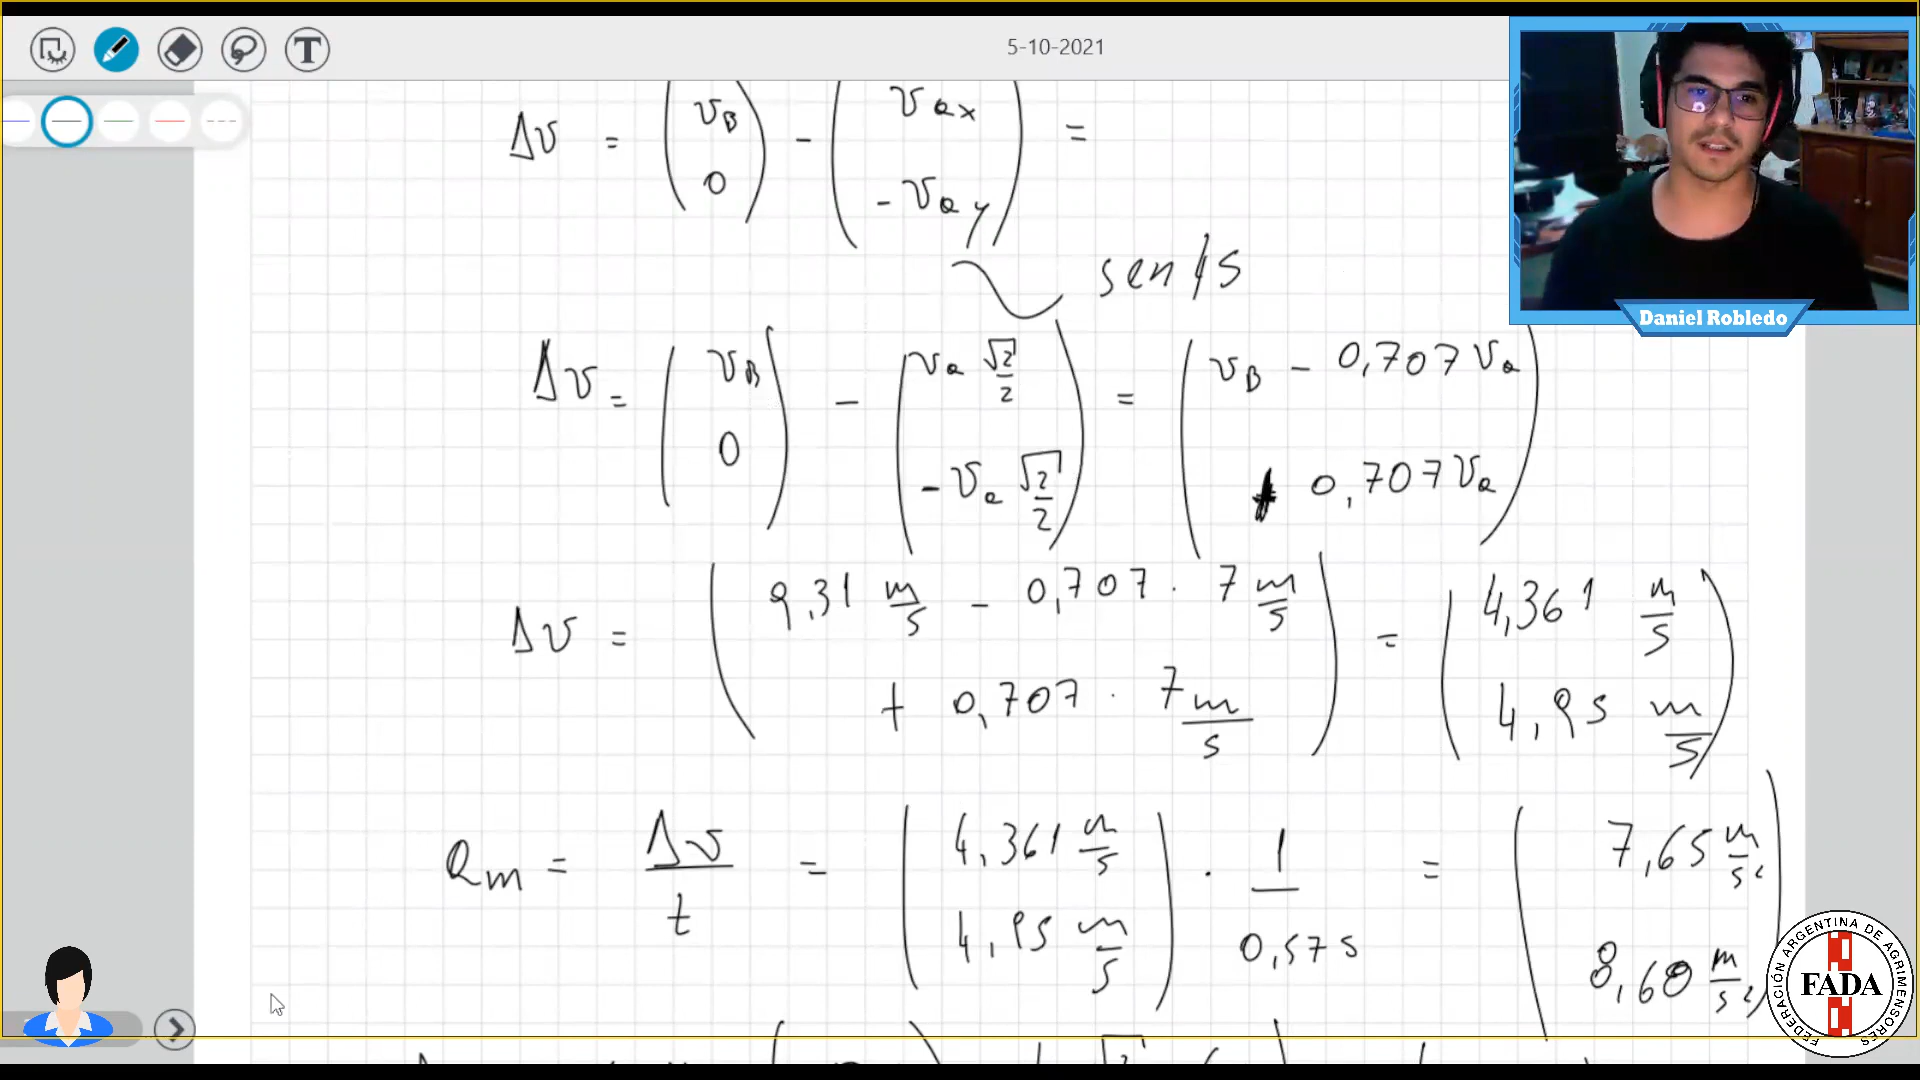 5-10-2021
T
Daniel Robledo
Δv = (v_B 0) - (v_ax - v_ay) =
sen 45
Δv = (v_B 0) - (v_a √2/2 - v_a √2/2) = (v_B - 0,707 v_a + 0,707 v_a)
Δv = (9,31 m/s - 0,707 · 7 m/s + 0,707 · 7 m/s) = (4,361 m/s 4,95 m/s)
a_m = Δv/t = (4,361 m/s 4,95 m/s) · 1/0,57 s = (7,65 m/s² 8,68 m/s²)
FEDERACIÓN ARGENTINA DE AGRIMENSORES
FADA